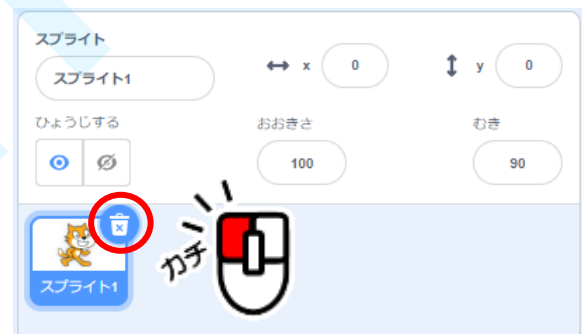 スプライト
スプライト1
x 0
y 0
ひょうじする
おおきさ
むき
100
90
カチ
スプライト1